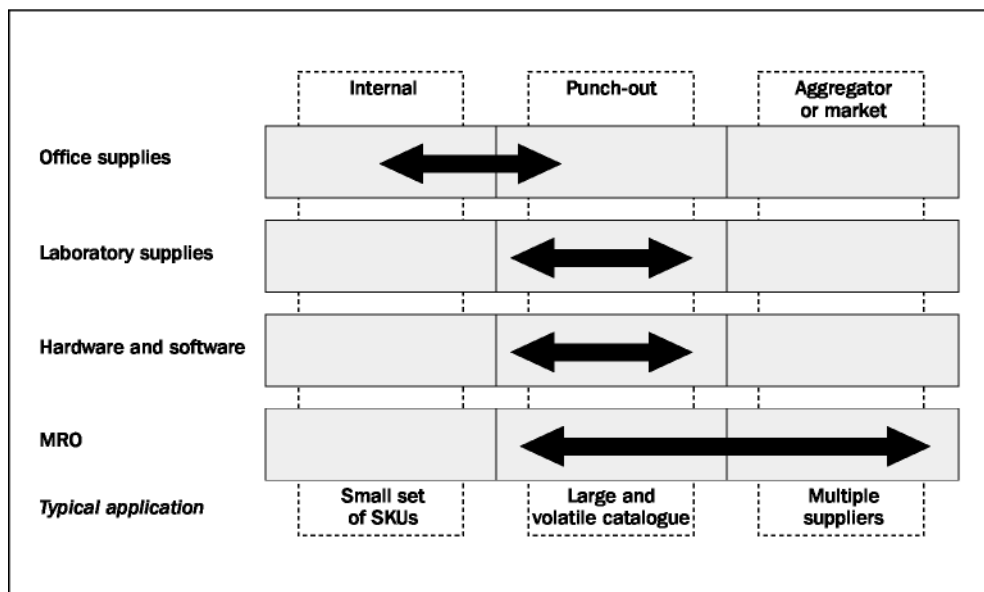 Internal
Punch-out
Aggregator
or market
Office supplies
Laboratory supplies
Hardware and software
MRO
Typical application
Small set
of SKUs
Large and
volatile catalogue
Multiple
suppliers